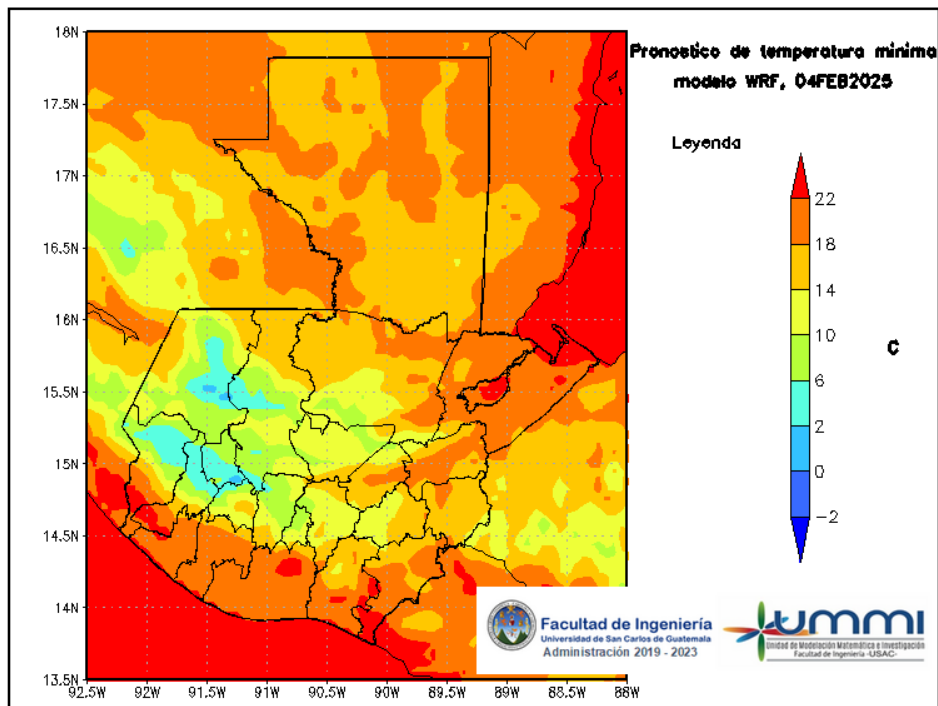 Pronostico de temperatura minima
modelo WRF, 04FEB2025
Leyenda
22
18
14
10
6
2
0
-2
C
18N
17.5N
17N
16.5N
16N
15.5N
15N
14.5N
14N
13.5N
92.5W
92W
91.5W
91W
90.5W
90W
89.5W
89W
88.5W
88W
Facultad de Ingeniería
Universidad de San Carlos de Guatemala
Administración 2019 - 2023
UMMI
Unidad de Modelación Matemática e Investigación
Facultad de Ingeniería -USAC-